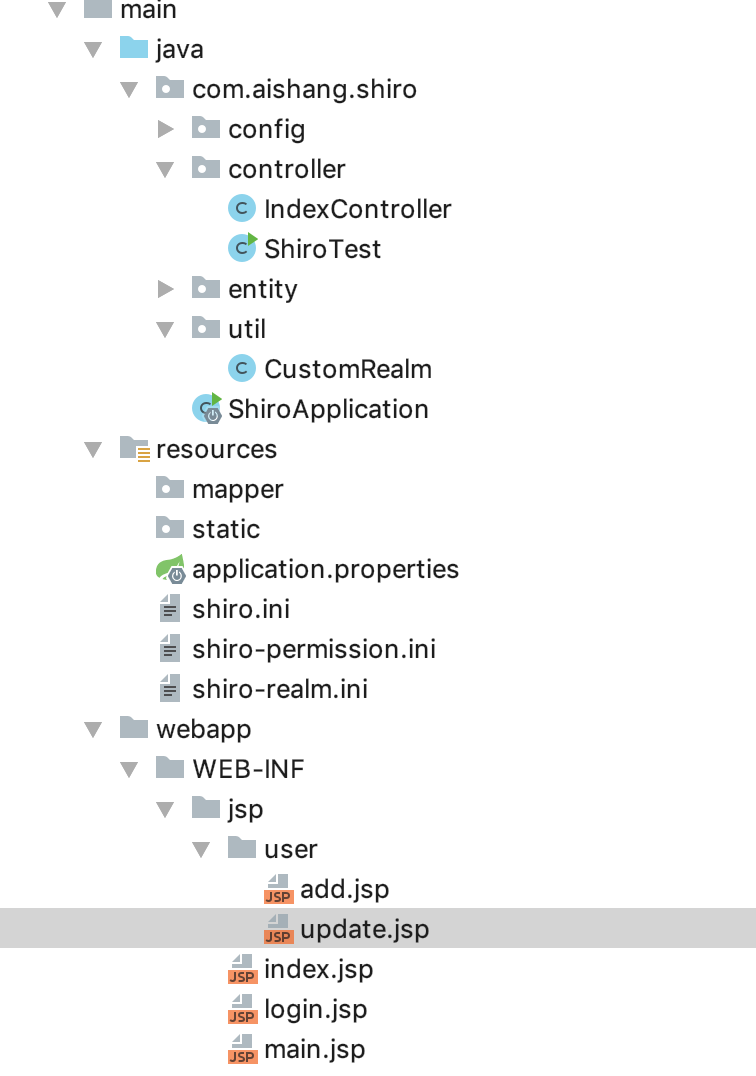 main
java
com.aishang.shiro
config
controller
C IndexController
C ShiroTest
entity
util
C CustomRealm
C ShiroApplication
resources
mapper
static
application.properties
shiro.ini
shiro-permission.ini
shiro-realm.ini
webapp
WEB-INF
jsp
user
JSP add.jsp
JSP update.jsp
JSP index.jsp
JSP login.jsp
JSP main.jsp